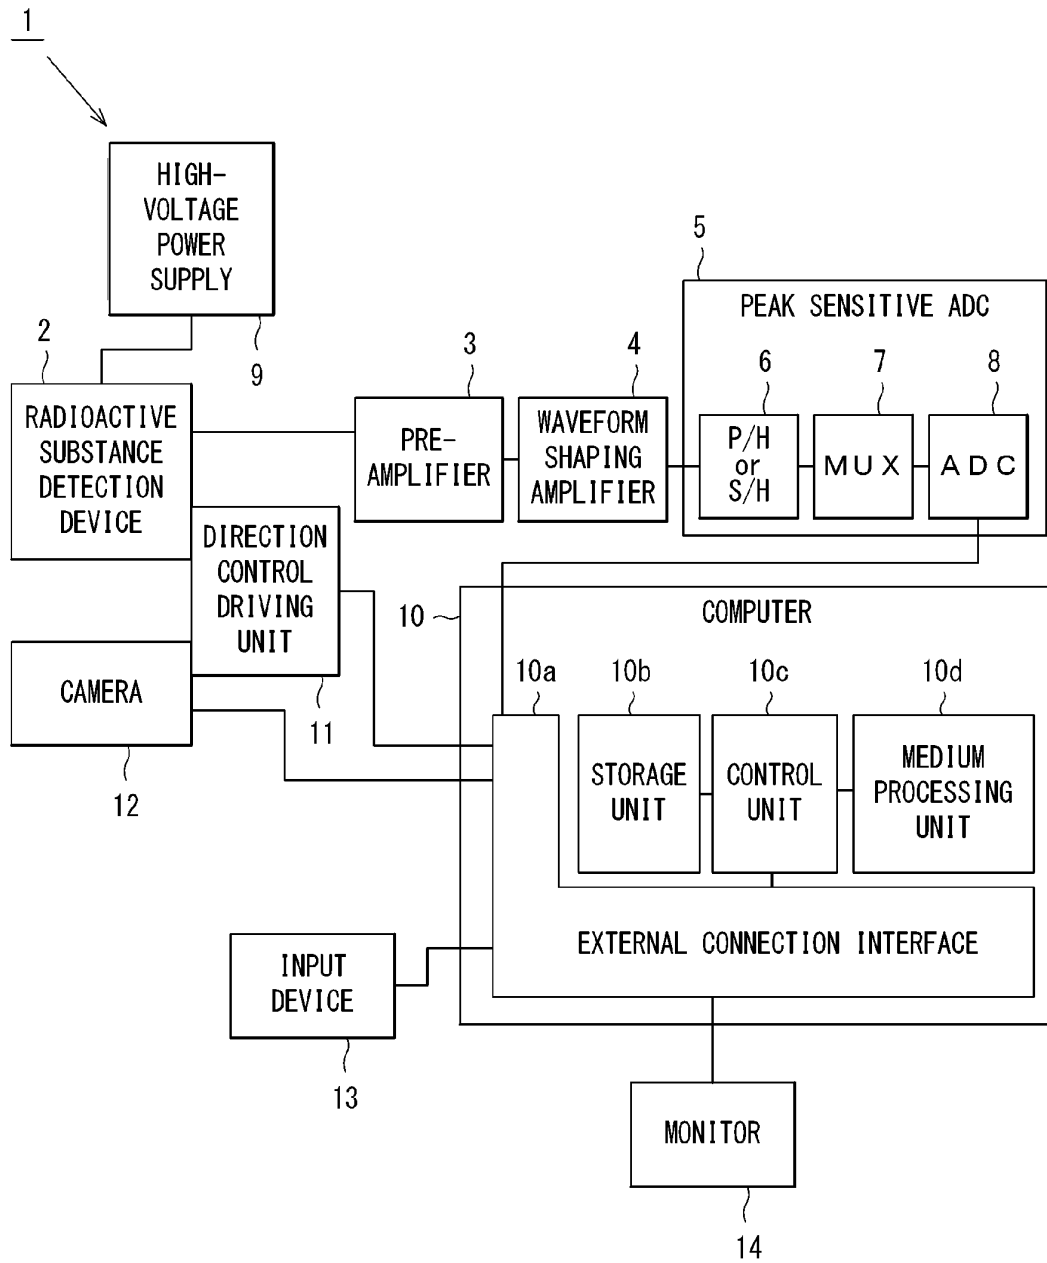 1
HIGH-
VOLTAGE
POWER
SUPPLY
9
2
RADIOACTIVE
SUBSTANCE
DETECTION
DEVICE
3
PRE-
AMPLIFIER
4
WAVEFORM
SHAPING
AMPLIFIER
5
PEAK SENSITIVE ADC
6
P/H
or
S/H
7
MUX
8
ADC
DIRECTION
CONTROL
DRIVING
UNIT
11
CAMERA
12
10
COMPUTER
10a
10b
STORAGE
UNIT
10c
CONTROL
UNIT
10d
MEDIUM
PROCESSING
UNIT
EXTERNAL CONNECTION INTERFACE
INPUT
DEVICE
13
MONITOR
14